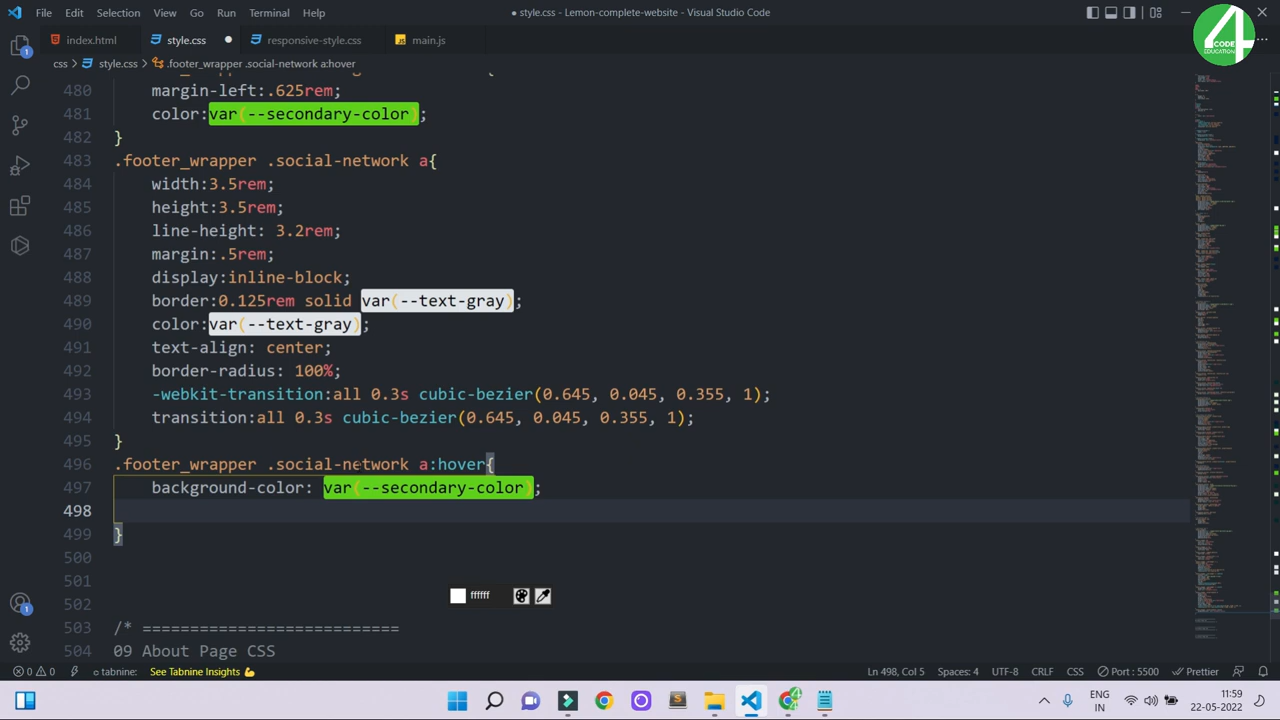 File Edit Selection View Go Run Terminal Help
style.css - Lemon-complete-website - Visual Studio Code
index.html style.css responsive-style.css main.js
4 CODE EDUCATION
css > style.css > .footer_wrapper .social-network a:hover
480 margin-left:.625rem;
481 color:var(--secondary-color);
482 }
483 .footer_wrapper .social-network a{
484 width:3.5rem;
485 height:3.5rem;
486 line-height: 3.2rem;
487 margin:.5rem;
488 display:inline-block;
489 border:0.125rem solid var(--text-gray);
490 color:var(--text-gray);
491 text-align: center;
492 border-radius: 100%;
493 -webkit-transition:all 0.3s cubic-bezier(0.645, 0.045, 0.355, 1);
494 transition:all 0.3s cubic-bezier(0.645, 0.045, 0.355, 1);
495 }
496 .footer_wrapper .social-network a:hover{
497 background-color: var(--secondary-color);
498
499 }
500
501
502
503 /* ===========================
504 09 About Page CSS
ffffff
0 0 tabnine: See Tabnine Insights Ln 498, Col 5 Spaces: 4 UTF-8 CRLF CSS Port : 5500 Prettier
ENG IN 11:59 22-05-2022